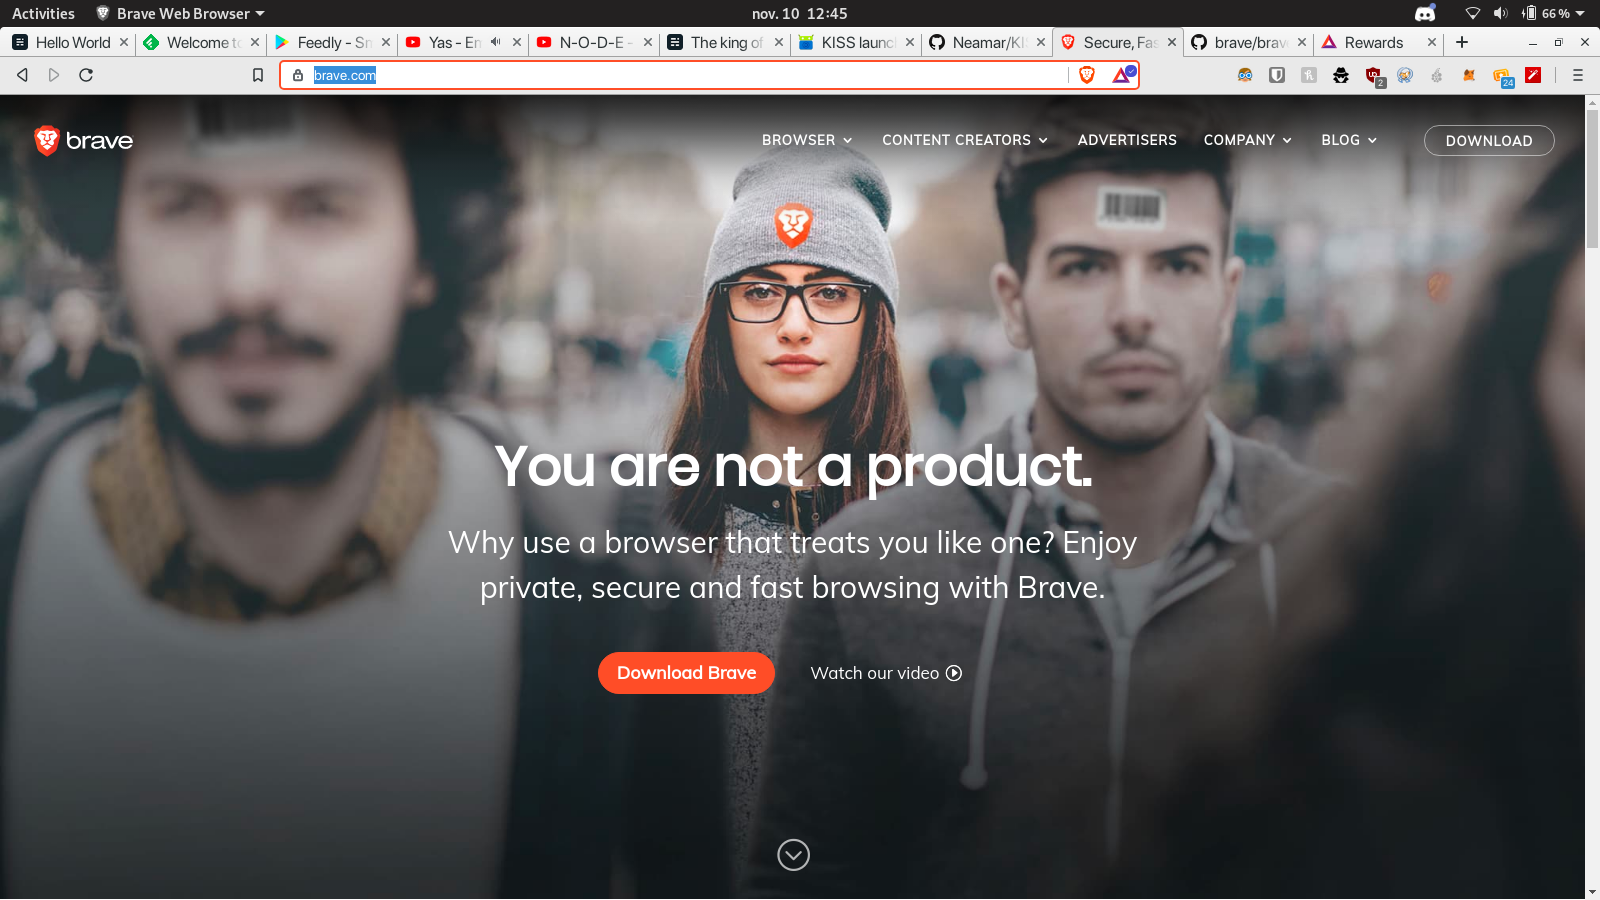 Activities
Brave Web Browser
nov. 10 12:45
66 %
Hello World
Welcome to
Feedly - Sm
Yas - En
N-O-D-E -
The king of
KISS launc
Neamar/KI
Secure, Fas
brave/brav
Rewards
brave.com
2
24
brave
BROWSER
CONTENT CREATORS
ADVERTISERS
COMPANY
BLOG
DOWNLOAD
You are not a product.
Why use a browser that treats you like one? Enjoy
private, secure and fast browsing with Brave.
Download Brave
Watch our video